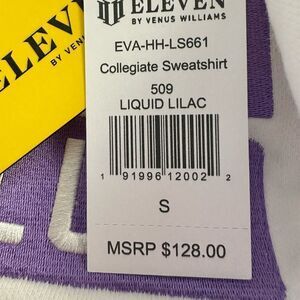 ELEVEN
BY VENUS WILLIAMS
EVA-HH-LS661
Collegiate Sweatshirt
509
LIQUID LILAC
1 91996 12002 2
S
MSRP $128.00
ELEVEN
BY VENUS